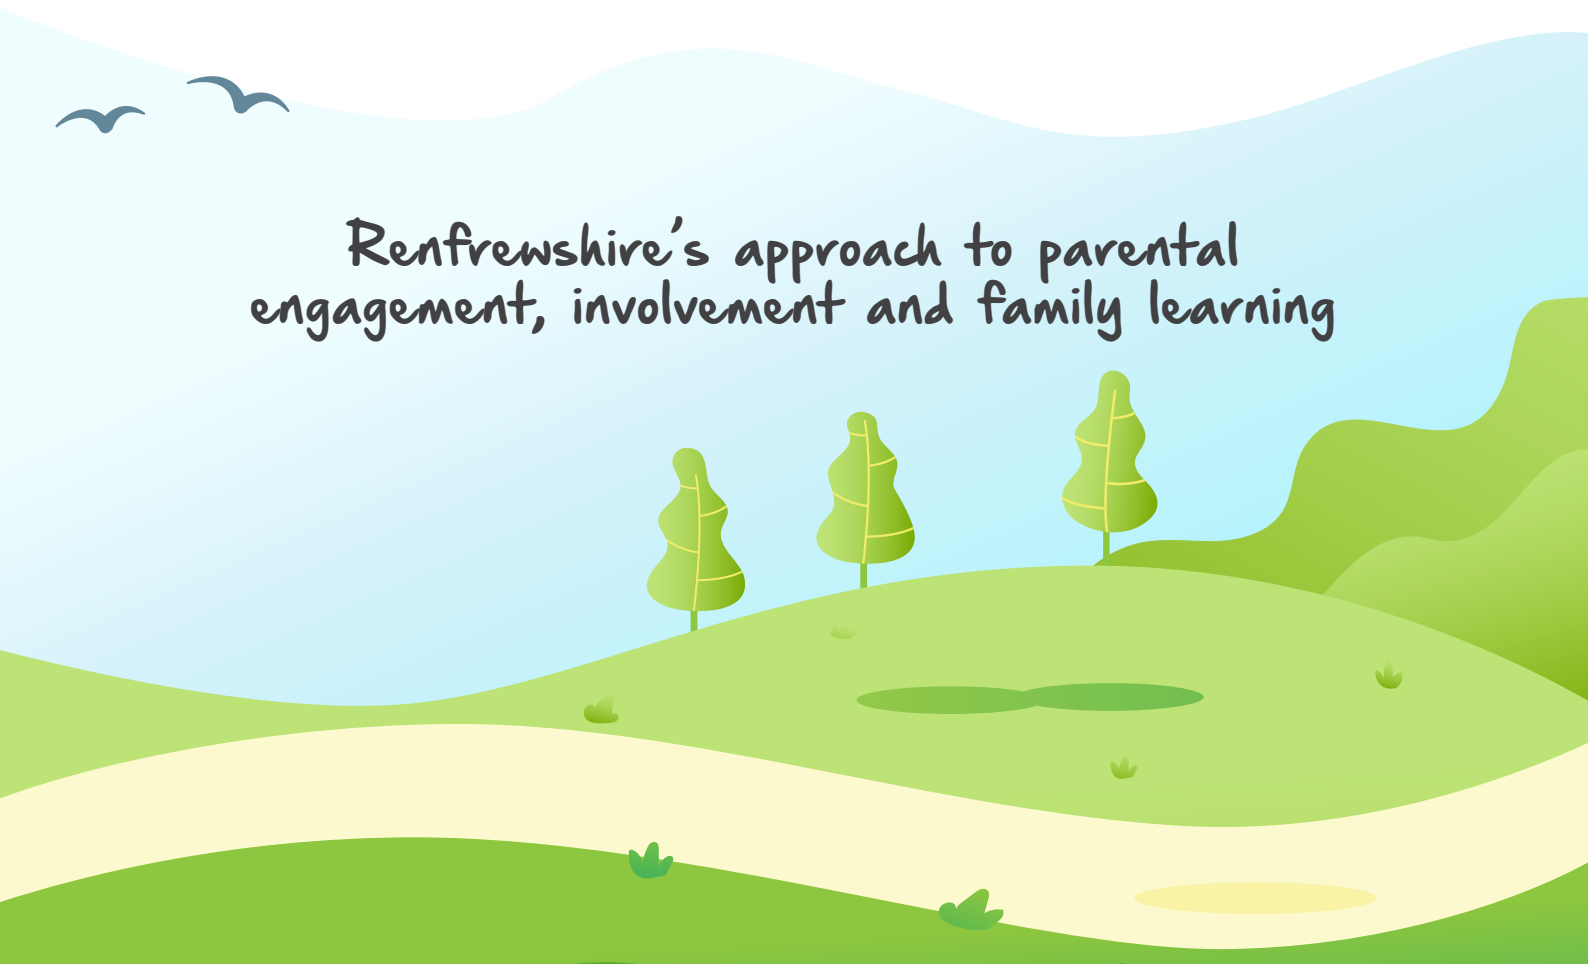 Renfrewshire's approach to parental
engagement, involvement and family learning